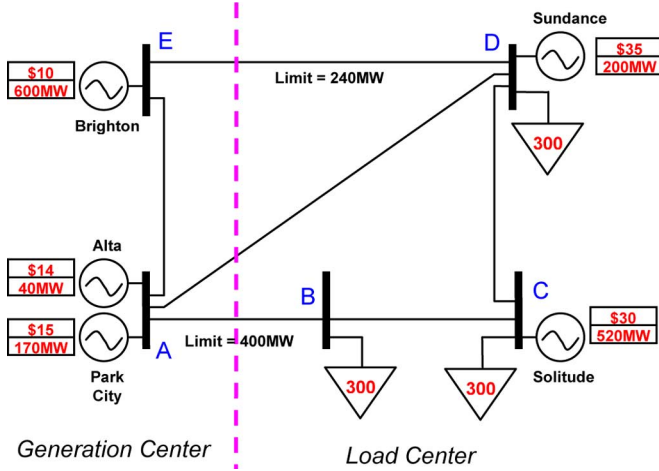 Sundance
E
D
$10
600MW
Brighton
Limit = 240MW
$35
200MW
300
Alta
$14
40MW
B
C
$15
170MW
A
Limit = 400MW
$30
520MW
Park
City
300
300
Solitude
Generation Center
Load Center